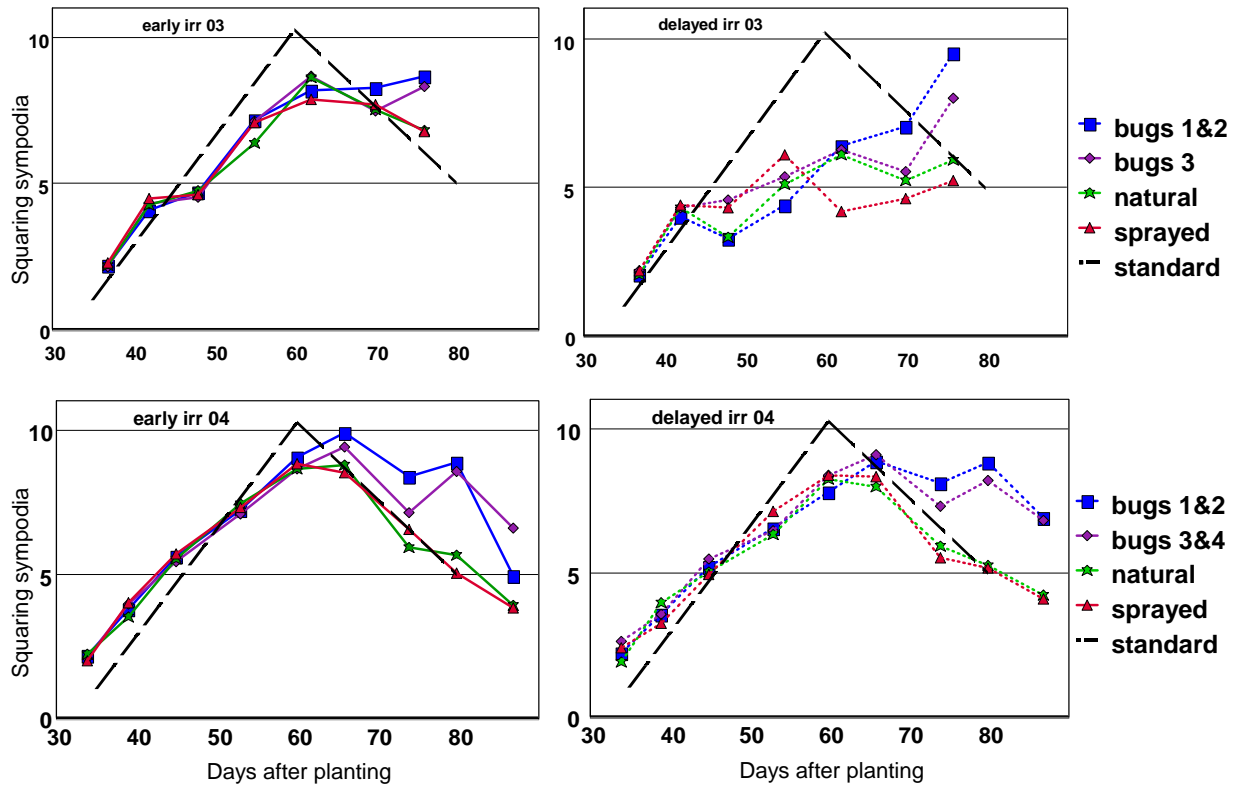 early irr 03
10
5
0
Squaring sympodia
30 40 50 60 70 80
delayed irr 03
10
5
0
30 40 50 60 70 80
bugs 1&2
bugs 3
natural
sprayed
standard
early irr 04
10
5
0
Squaring sympodia
30 40 50 60 70 80
Days after planting
delayed irr 04
10
5
0
30 40 50 60 70 80
Days after planting
bugs 1&2
bugs 3&4
natural
sprayed
standard